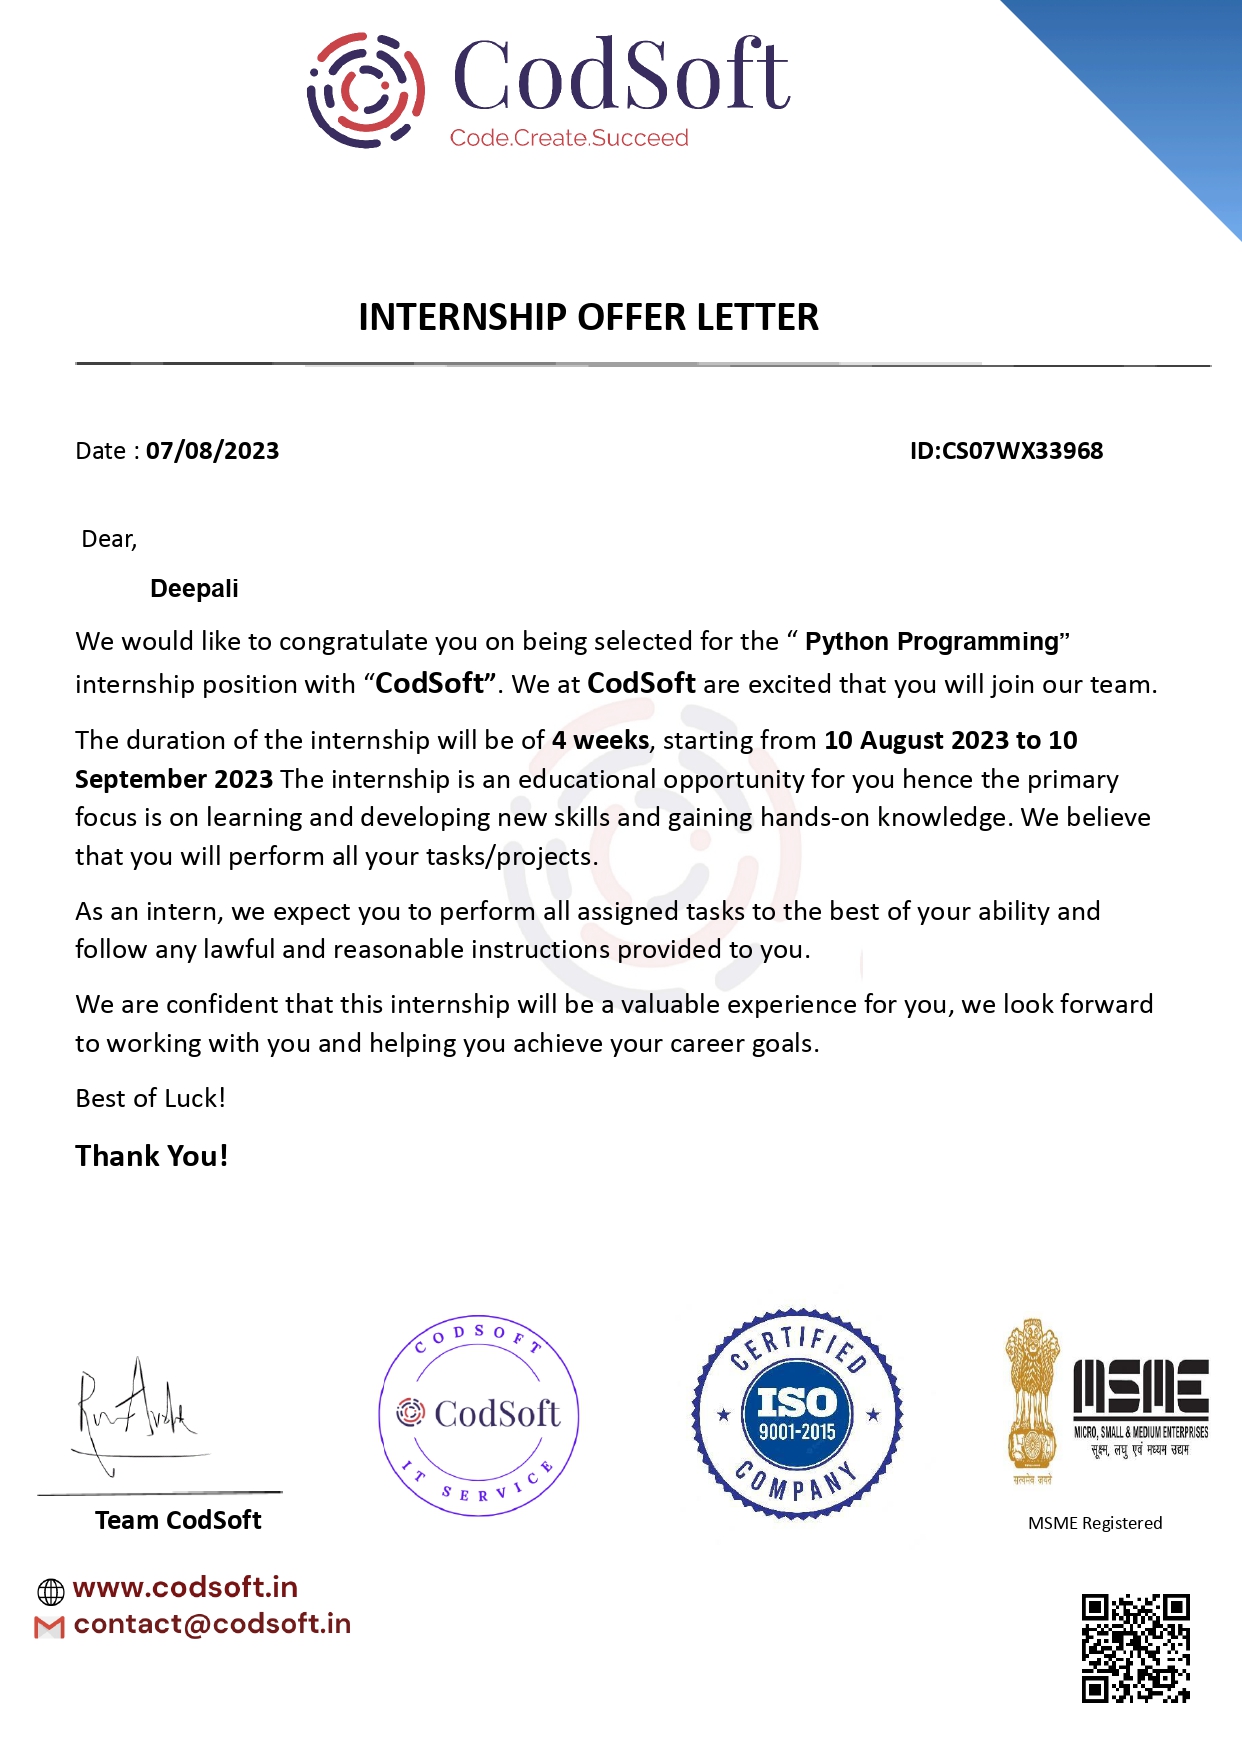 CodSoft
Code.Create.Succeed
INTERNSHIP OFFER LETTER
Date : 07/08/2023
ID:CS07WX33968
Dear,
Deepali
We would like to congratulate you on being selected for the “ Python Programming”
internship position with “CodSoft”. We at CodSoft are excited that you will join our team.
The duration of the internship will be of 4 weeks, starting from 10 August 2023 to 10
September 2023 The internship is an educational opportunity for you hence the primary
focus is on learning and developing new skills and gaining hands-on knowledge. We believe
that you will perform all your tasks/projects.
As an intern, we expect you to perform all assigned tasks to the best of your ability and
follow any lawful and reasonable instructions provided to you.
We are confident that this internship will be a valuable experience for you, we look forward
to working with you and helping you achieve your career goals.
Best of Luck!
Thank You!
Team CodSoft
CODSOFT
CodSoft
IT SERVICE
CERTIFIED
ISO
9001-2015
COMPANY
सत्यमेव जयते
MSME
MICRO, SMALL & MEDIUM ENTERPRISES
सूक्ष्म, लघु एवं मध्यम उद्यम
MSME Registered
www.codsoft.in
contact@codsoft.in